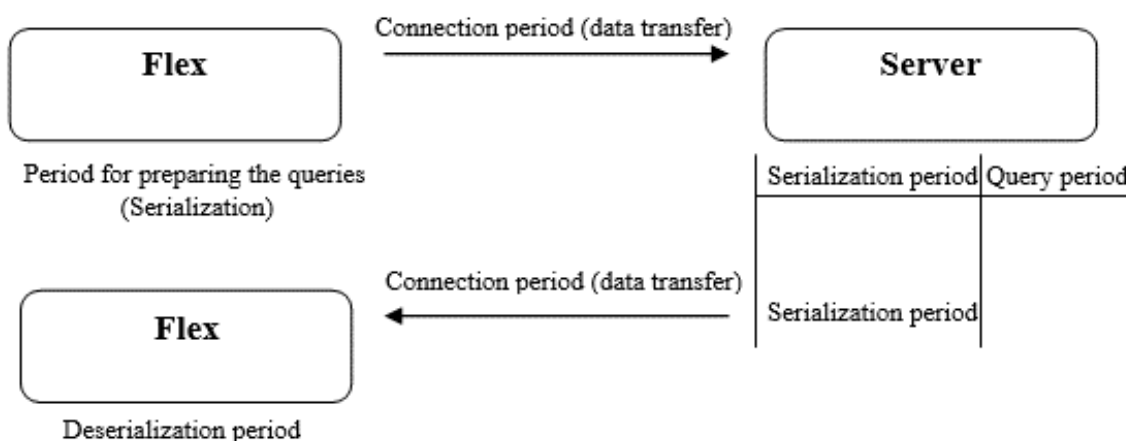 Connection period (data transfer)
Flex
Server
Period for preparing the queries
(Serialization)
Serialization period
Query period
Connection period (data transfer)
Serialization period
Flex
Deserialization period